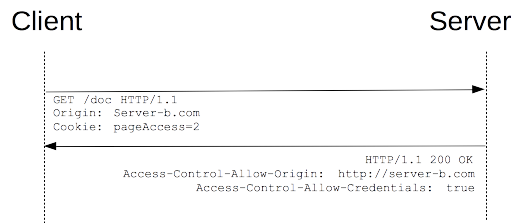 Client
Server
GET /doc HTTP/1.1
Origin: Server-b.com
Cookie: pageAccess=2
HTTP/1.1 200 OK
Access-Control-Allow-Origin: http://server-b.com
Access-Control-Allow-Credentials: true